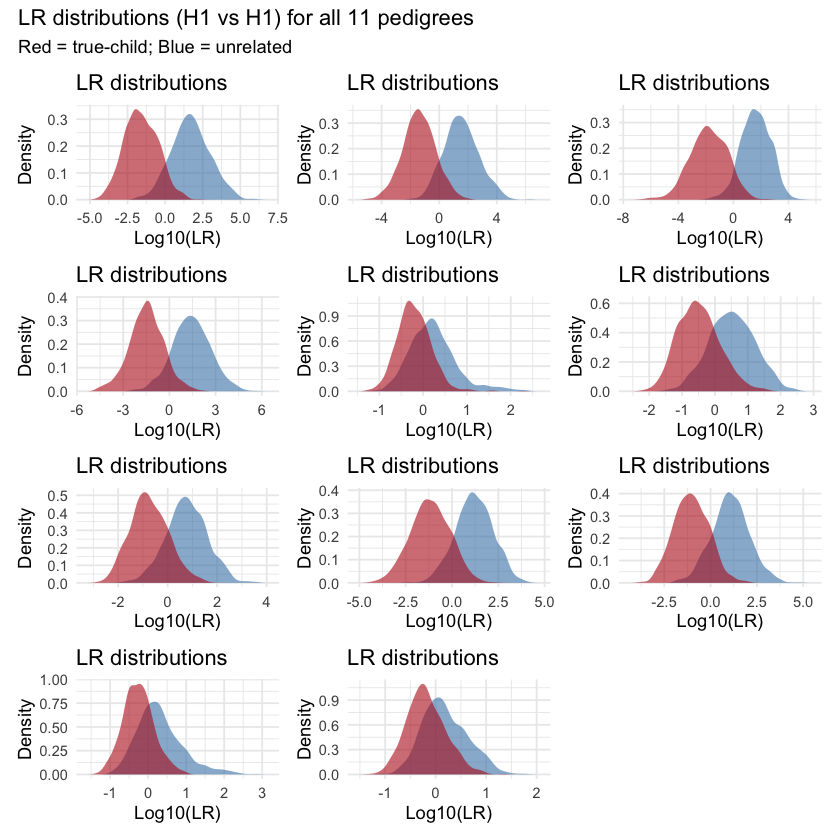 LR distributions (H1 vs H1) for all 11 pedigrees
Red = true-child; Blue = unrelated
LR distributions
Density
0.3
0.2
0.1
0.0
-5.0 -2.5 0.0 2.5 5.0 7.5
Log10(LR)
LR distributions
Density
0.3
0.2
0.1
0.0
-4 0 4
Log10(LR)
LR distributions
Density
0.3
0.2
0.1
0.0
-8 -4 0 4
Log10(LR)
LR distributions
Density
0.4
0.3
0.2
0.1
0.0
-6 -3 0 3 6
Log10(LR)
LR distributions
Density
0.9
0.6
0.3
0.0
-1 0 1 2
Log10(LR)
LR distributions
Density
0.6
0.4
0.2
0.0
-2 -1 0 1 2 3
Log10(LR)
LR distributions
Density
0.5
0.4
0.3
0.2
0.1
0.0
-2 0 2 4
Log10(LR)
LR distributions
Density
0.4
0.3
0.2
0.1
0.0
-5.0 -2.5 0.0 2.5 5.0
Log10(LR)
LR distributions
Density
0.4
0.3
0.2
0.1
0.0
-2.5 0.0 2.5 5.0
Log10(LR)
LR distributions
Density
1.00
0.75
0.50
0.25
0.00
-1 0 1 2 3
Log10(LR)
LR distributions
Density
0.9
0.6
0.3
0.0
-1 0 1 2
Log10(LR)